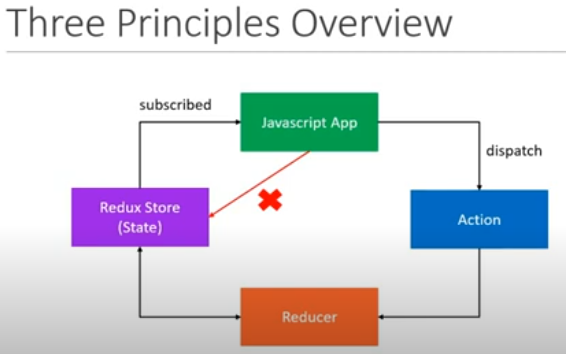 Three Principles Overview
subscribed
Javascript App
dispatch
Redux Store
(State)
Action
Reducer